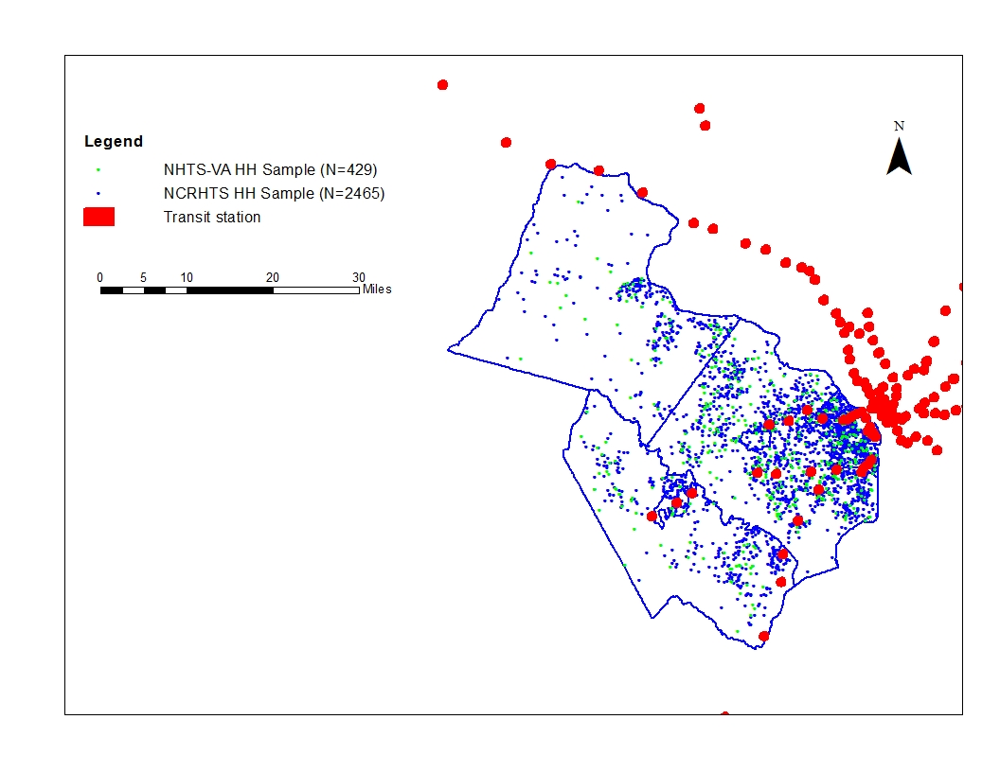 N
Legend
NHTS-VA HH Sample (N=429)
NCRHTS HH Sample (N=2465)
Transit station
0 5 10 20 30
Miles